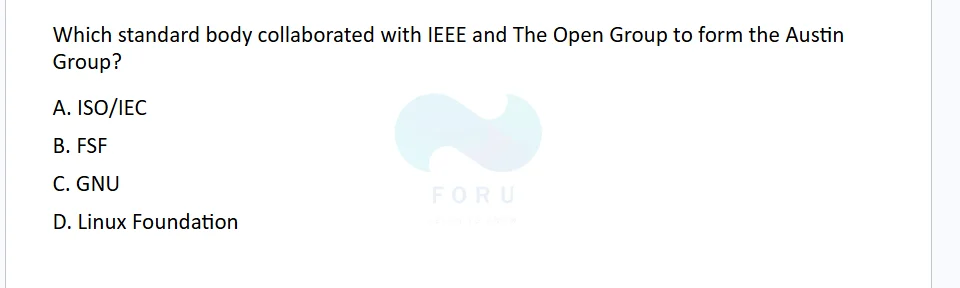 Which standard body collaborated with IEEE and The Open Group to form the Austin
Group?
A. ISO/IEC
B. FSF
C. GNU
D. Linux Foundation
FORU